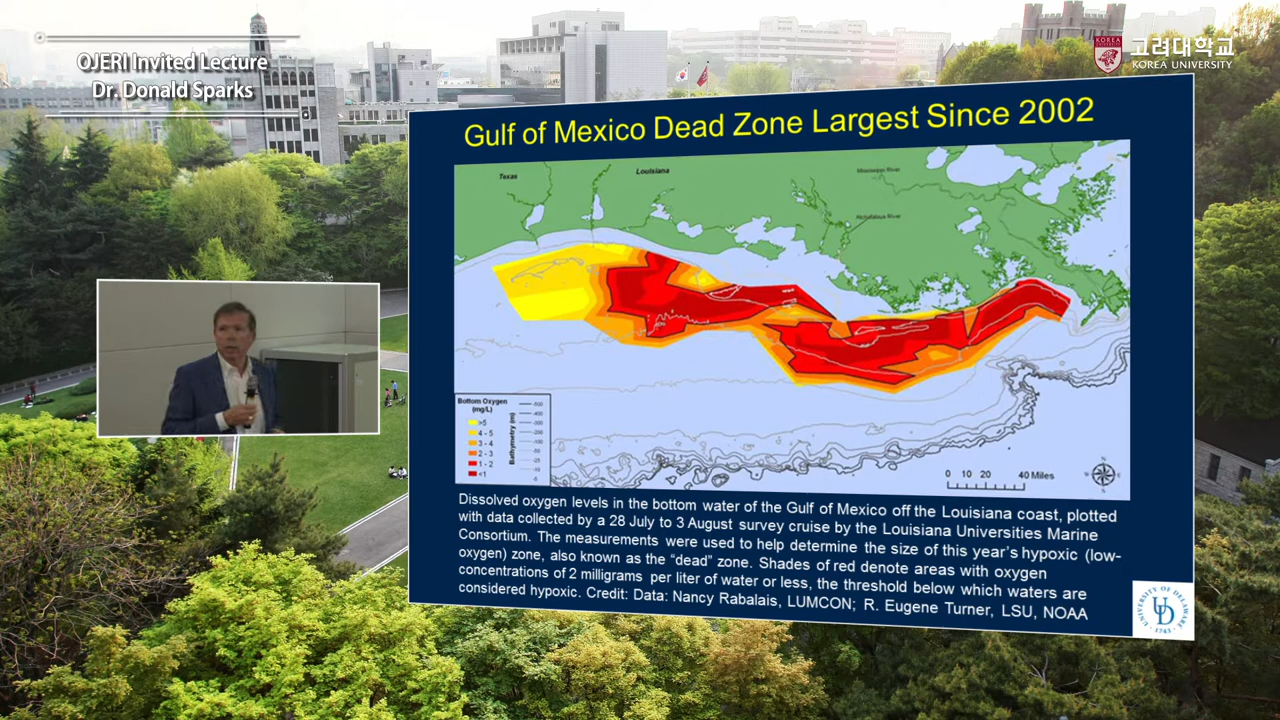 OJERI Invited Lecture
Dr. Donald Sparks
KOREA
고려대학교
KOREA UNIVERSITY
Gulf of Mexico Dead Zone Largest Since 2002
Texas
Louisiana
Mississippi River
Atchafalaya River
Bottom Oxygen
(mg/L)
>5
4 - 5
3 - 4
2 - 3
1 - 2
<1
Bathymetry (m)
0 10 20 40 Miles
Dissolved oxygen levels in the bottom water of the Gulf of Mexico off the Louisiana coast, plotted
with data collected by a 28 July to 3 August survey cruise by the Louisiana Universities Marine
Consortium. The measurements were used to help determine the size of this year's hypoxic (low-
oxygen) zone, also known as the "dead" zone. Shades of red denote areas with oxygen
concentrations of 2 milligrams per liter of water or less, the threshold below which waters are
considered hypoxic. Credit: Data: Nancy Rabalais, LUMCON; R. Eugene Turner, LSU, NOAA
UNIVERSITY OF DELAWARE
UD
1743